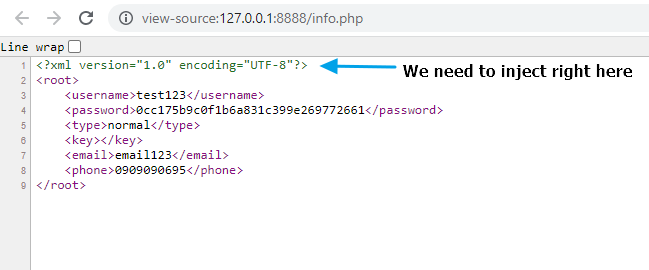 view-source:127.0.0.1:8888/info.php
Line wrap
1 <?xml version="1.0" encoding="UTF-8"?> We need to inject right here
2 <root>
3 <username>test123</username>
4 <password>0cc175b9c0f1b6a831c399e269772661</password>
5 <type>normal</type>
6 <key></key>
7 <email>email123</email>
8 <phone>0909090695</phone>
9 </root>